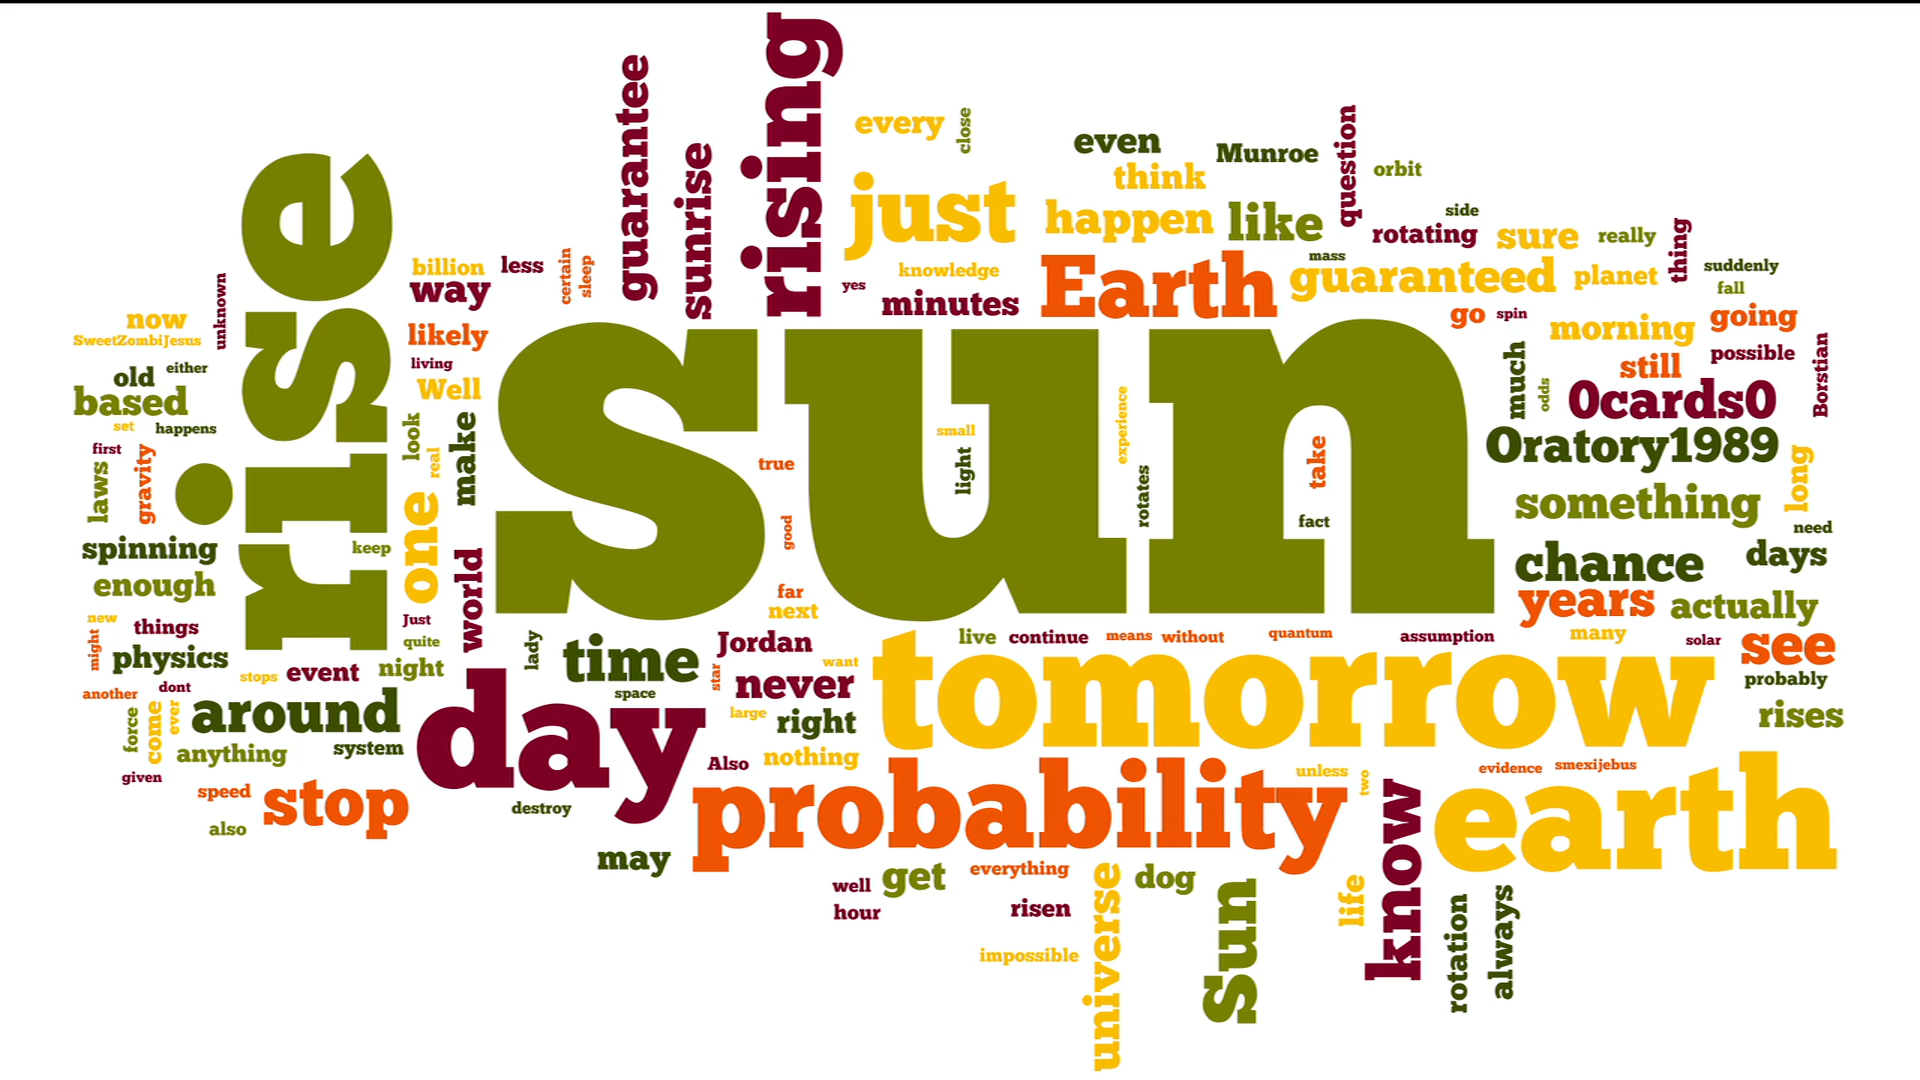 rising
guarantee
sunrise
every
close
even
Munroe
question
orbit
think
just
happen
like
side
rotating
sure
really
thing
rise
billion
less
certain
sleep
way
knowledge
yes
minutes
Earth
mass
guaranteed
planet
suddenly
fall
unknown
now
SweetZombiJesus
likely
living
Well
go
spin
morning
going
still
possible
Borstian
old
either
based
set
happens
look
real
make
sun
small
light
experience
rotates
take
fact
true
good
much
odds
0cards0
Oratory1989
long
something
need
first
laws
gravity
spinning
keep
one
world
enough
far
next
chance
days
years
actually
new
might
things
Just
quite
physics
stops
event
night
lady
time
space
star
Jordan
want
never
large
right
nothing
live
continue
means
without
quantum
assumption
many
solar
see
probably
rises
tomorrow
another
dont
force
come
ever
around
anything
system
given
day
Also
speed
stop
also
destroy
may
probability
unless
two
evidence
smexijebus
know
earth
well
get
everything
hour
risen
universe
dog
Sun
life
rotation
always
impossible